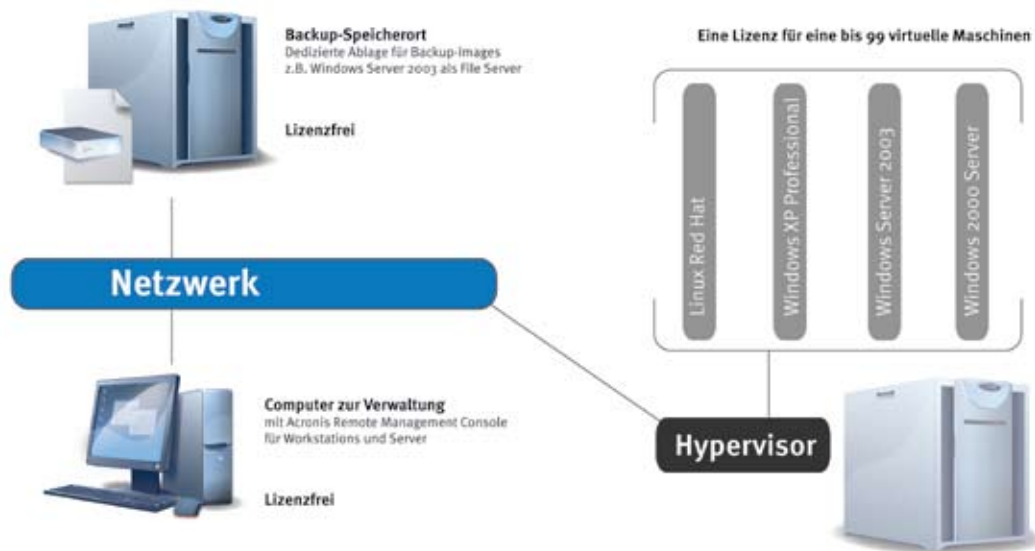 Backup-Speicherort
Dedizierte Ablage für Backup-Images
z.B. Windows Server 2003 als File Server
Lizenzfrei
Eine Lizenz für eine bis 99 virtuelle Maschinen
Linux Red Hat
Windows XP Professional
Windows Server 2003
Windows 2000 Server
Netzwerk
Computer zur Verwaltung
mit Acronis Remote Management Console
für Workstations und Server
Lizenzfrei
Hypervisor